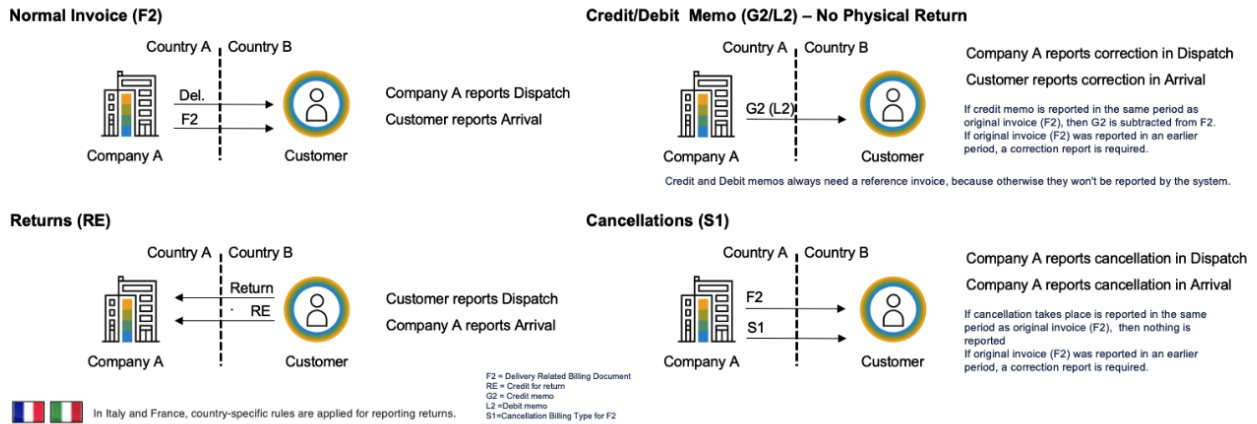 Normal Invoice (F2)
Country A
Country B
Del.
F2
Company A
Customer
Company A reports Dispatch
Customer reports Arrival
Credit/Debit  Memo (G2/L2) – No Physical Return
Country A
Country B
G2 (L2)
Company A
Customer
Company A reports correction in Dispatch
Customer reports correction in Arrival
If credit memo is reported in the same period as
original invoice (F2), then G2 is subtracted from F2.
If original invoice (F2) was reported in an earlier
period, a correction report is required.
Credit and Debit memos always need a reference invoice, because otherwise they won't be reported by the system.
Returns (RE)
Country A
Country B
Return
RE
Company A
Customer
Customer reports Dispatch
Company A reports Arrival
Cancellations (S1)
Country A
Country B
F2
S1
Company A
Customer
Company A reports cancellation in Dispatch
Company A reports cancellation in Arrival
If cancellation takes place is reported in the same
period as original invoice (F2),  then nothing is
reported
If original invoice (F2) was reported in an earlier
period, a correction report is required.
F2 = Delivery Related Billing Document
RE = Credit for return
G2 = Credit memo
L2 =Debit memo
S1=Cancellation Billing Type for F2
In Italy and France, country-specific rules are applied for reporting returns.